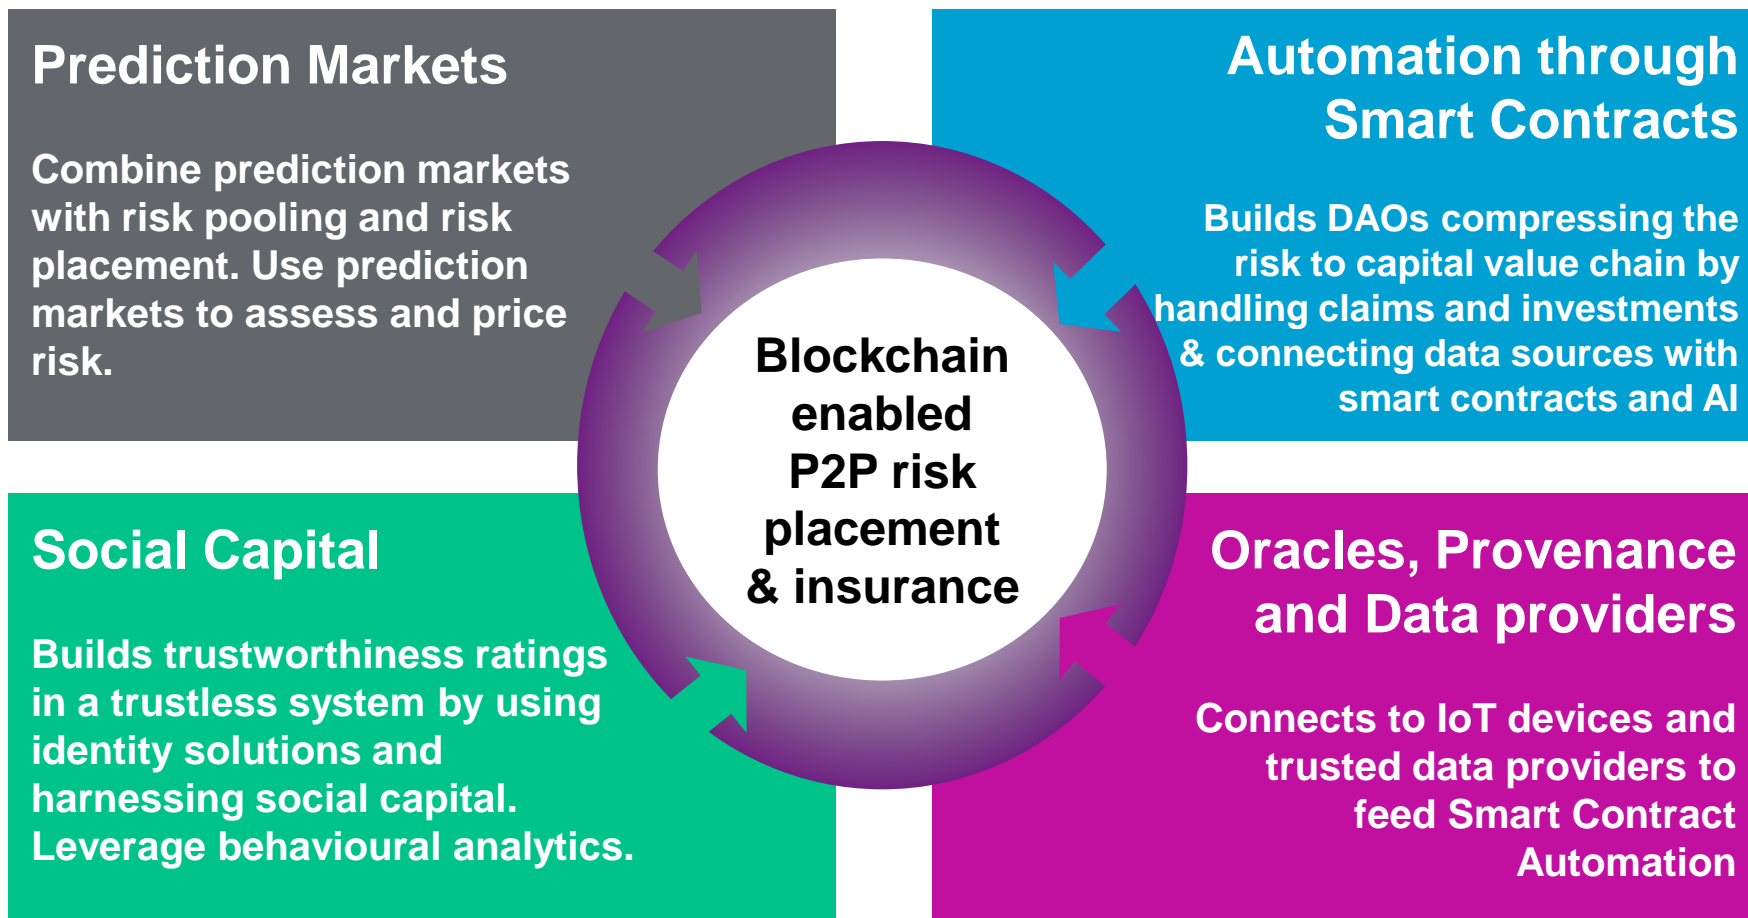 Prediction Markets
Combine prediction markets
with risk pooling and risk
placement. Use prediction
markets to assess and price
risk.
Automation through
Smart Contracts
Builds DAOs compressing the
risk to capital value chain by
handling claims and investments
& connecting data sources with
smart contracts and AI
Blockchain
enabled
P2P risk
placement
& insurance
Social Capital
Builds trustworthiness ratings
in a trustless system by using
identity solutions and
harnessing social capital.
Leverage behavioural analytics.
Oracles, Provenance
and Data providers
Connects to IoT devices and
trusted data providers to
feed Smart Contract
Automation